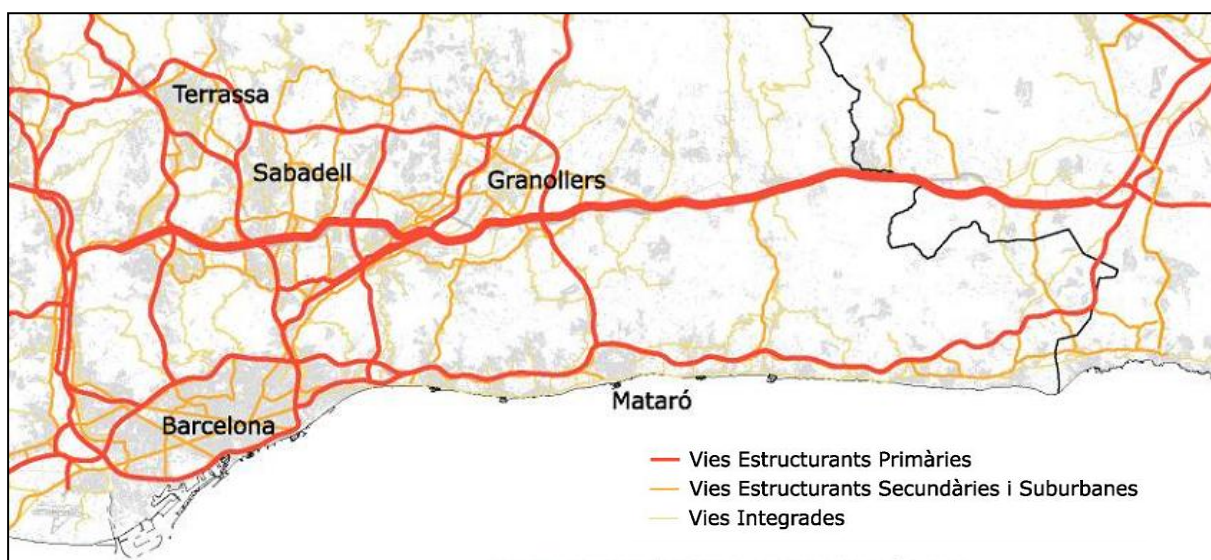 Terrassa
Sabadell
Granollers
Mataró
Barcelona
Vies Estructurants Primàries
Vies Estructurants Secundàries i Suburbanes
Vies Integrades